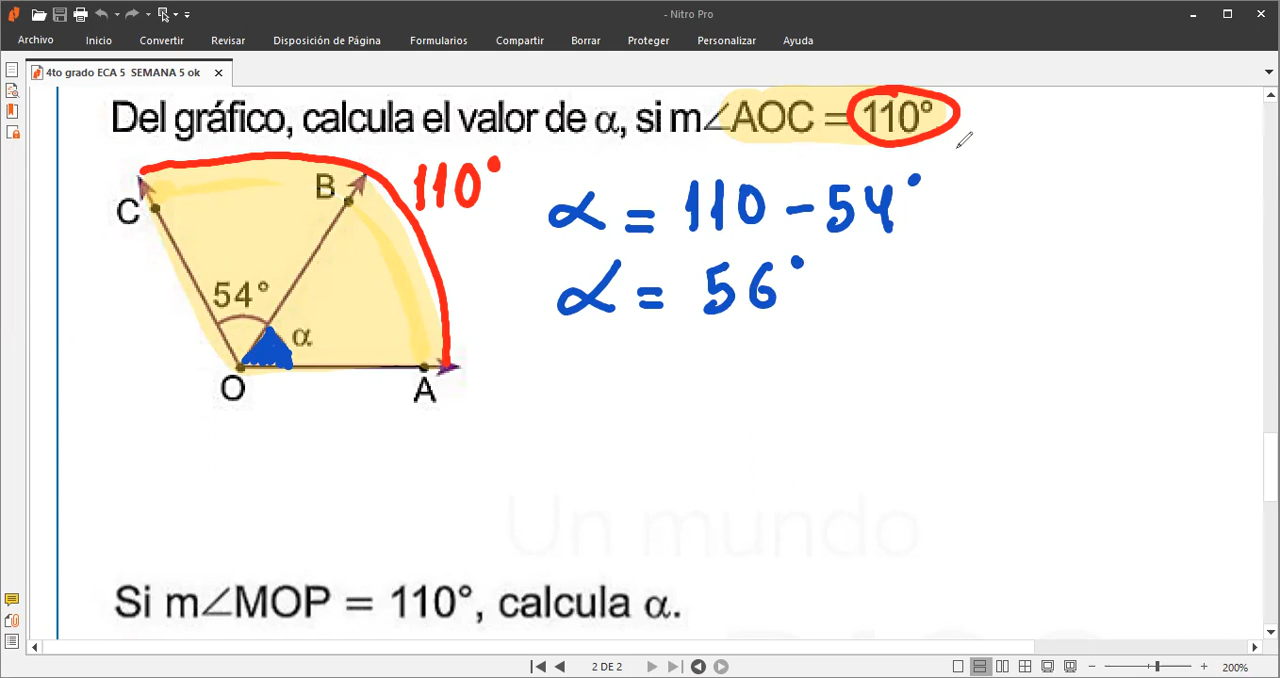 - Nitro Pro
Archivo Inicio Convertir Revisar Disposición de Página Formularios Compartir Borrar Proteger Personalizar Ayuda
4to grado ECA 5 SEMANA 5 ok
Del gráfico, calcula el valor de α, si m∠AOC = 110°
110°
C
B
54°
α
O
A
α = 110 - 54°
α = 56°
Un mundo
Si m∠MOP = 110°, calcula α.
2 DE 2
200%